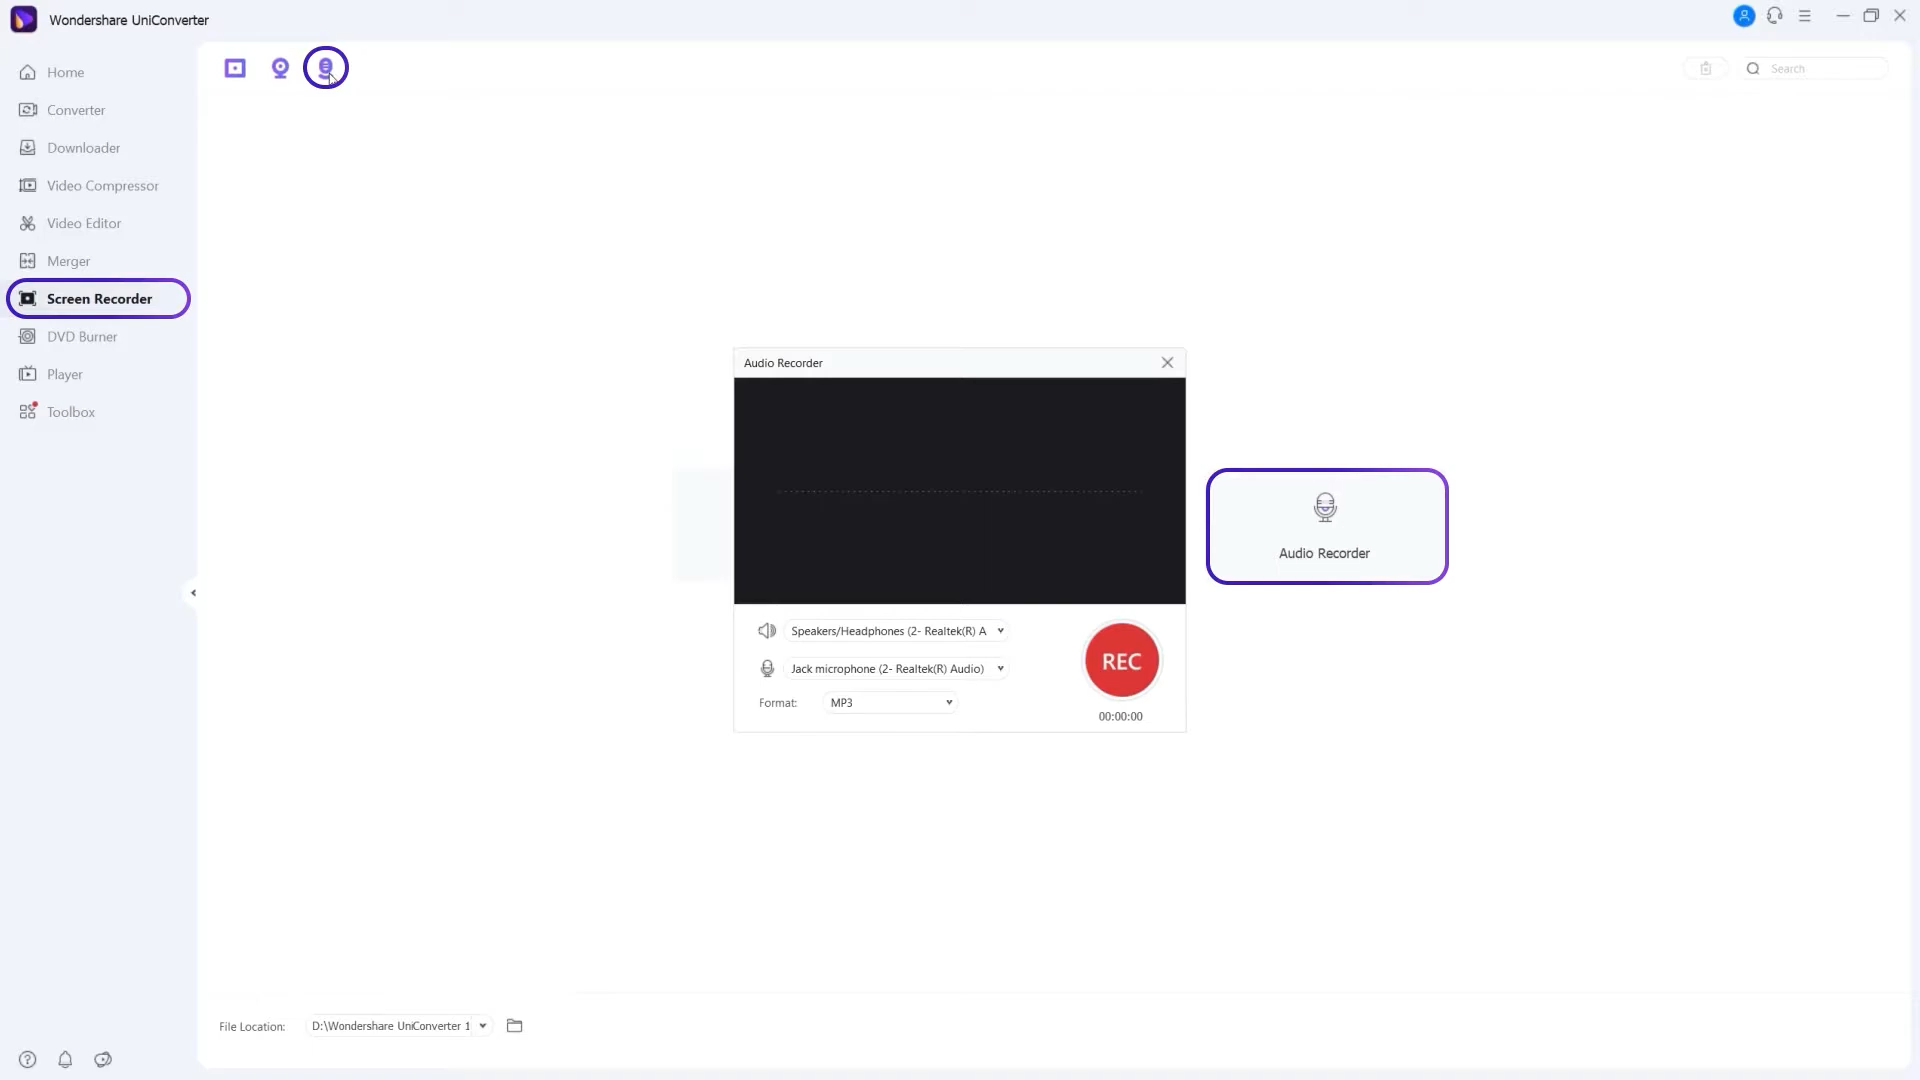 Wondershare UniConverter
Home
Converter
Downloader
Video Compressor
Video Editor
Merger
Screen Recorder
DVD Burner
Player
Toolbox
Search
Audio Recorder
Speakers/Headphones (2- Realtek(R) A
Jack microphone (2- Realtek(R) Audio)
Format: MP3
REC
00:00:00
Audio Recorder
File Location: D:\Wondershare UniConverter 1